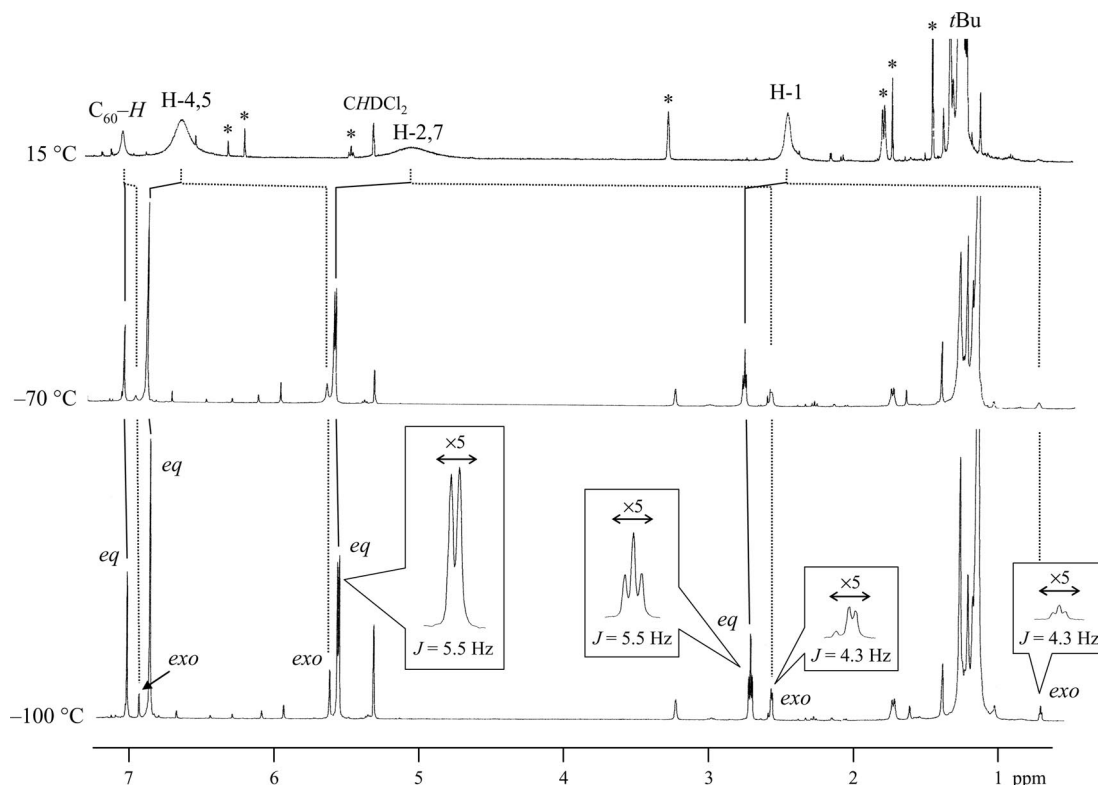 *
tBu
*
*
C₆₀–H
H-4,5
*
*
*
CHDCl₂
H-2,7
*
H-1
15 °C
–70 °C
eq
×5
J = 5.5 Hz
eq
exo
eq
exo
×5
J = 5.5 Hz
eq
×5
J = 4.3 Hz
exo
×5
J = 4.3 Hz
exo
–100 °C
7 6 5 4 3 2 1 ppm